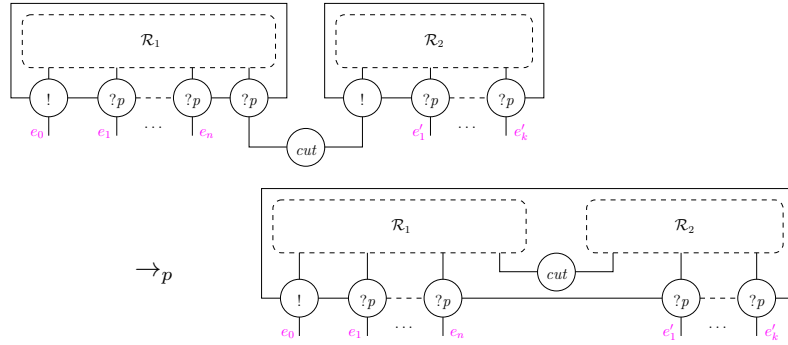 R₁ R₂
! ?p ?p ?p ! ?p ?p
e₀ e₁ ... eₙ e′₁ ... e′ₖ
cut
R₁ R₂
→ₚ cut
! ?p ?p ?p ?p
e₀ e₁ ... eₙ e′₁ ... e′ₖ